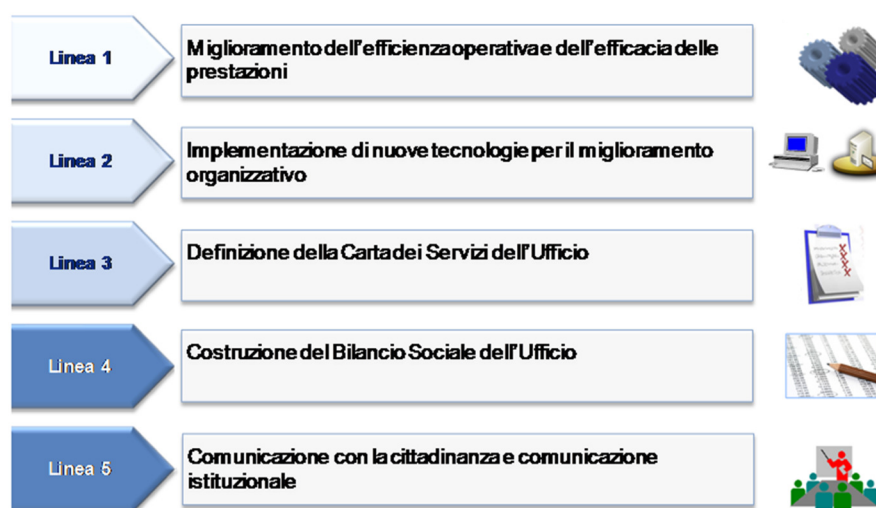 Linea 1
Miglioramento dell'efficienza operativa e dell'efficacia delle
prestazioni
Linea 2
Implementazione di nuove tecnologie per il miglioramento
organizzativo
Linea 3
Definizione della Carta dei Servizi dell'Ufficio
Linea 4
Costruzione del Bilancio Sociale dell'Ufficio
Linea 5
Comunicazione con la cittadinanza e comunicazione
istituzionale